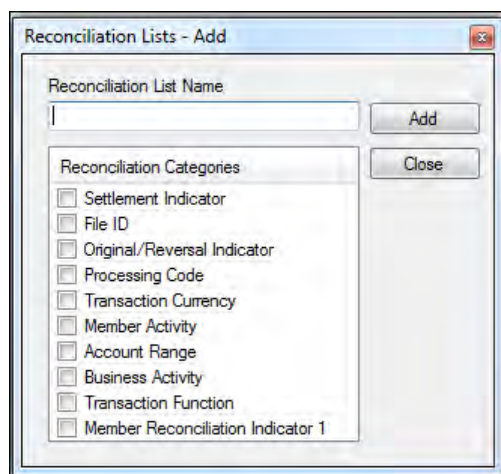 Reconciliation Lists - Add
Reconciliation List Name
Add
Close
Reconciliation Categories
Settlement Indicator
File ID
Original/Reversal Indicator
Processing Code
Transaction Currency
Member Activity
Account Range
Business Activity
Transaction Function
Member Reconciliation Indicator 1